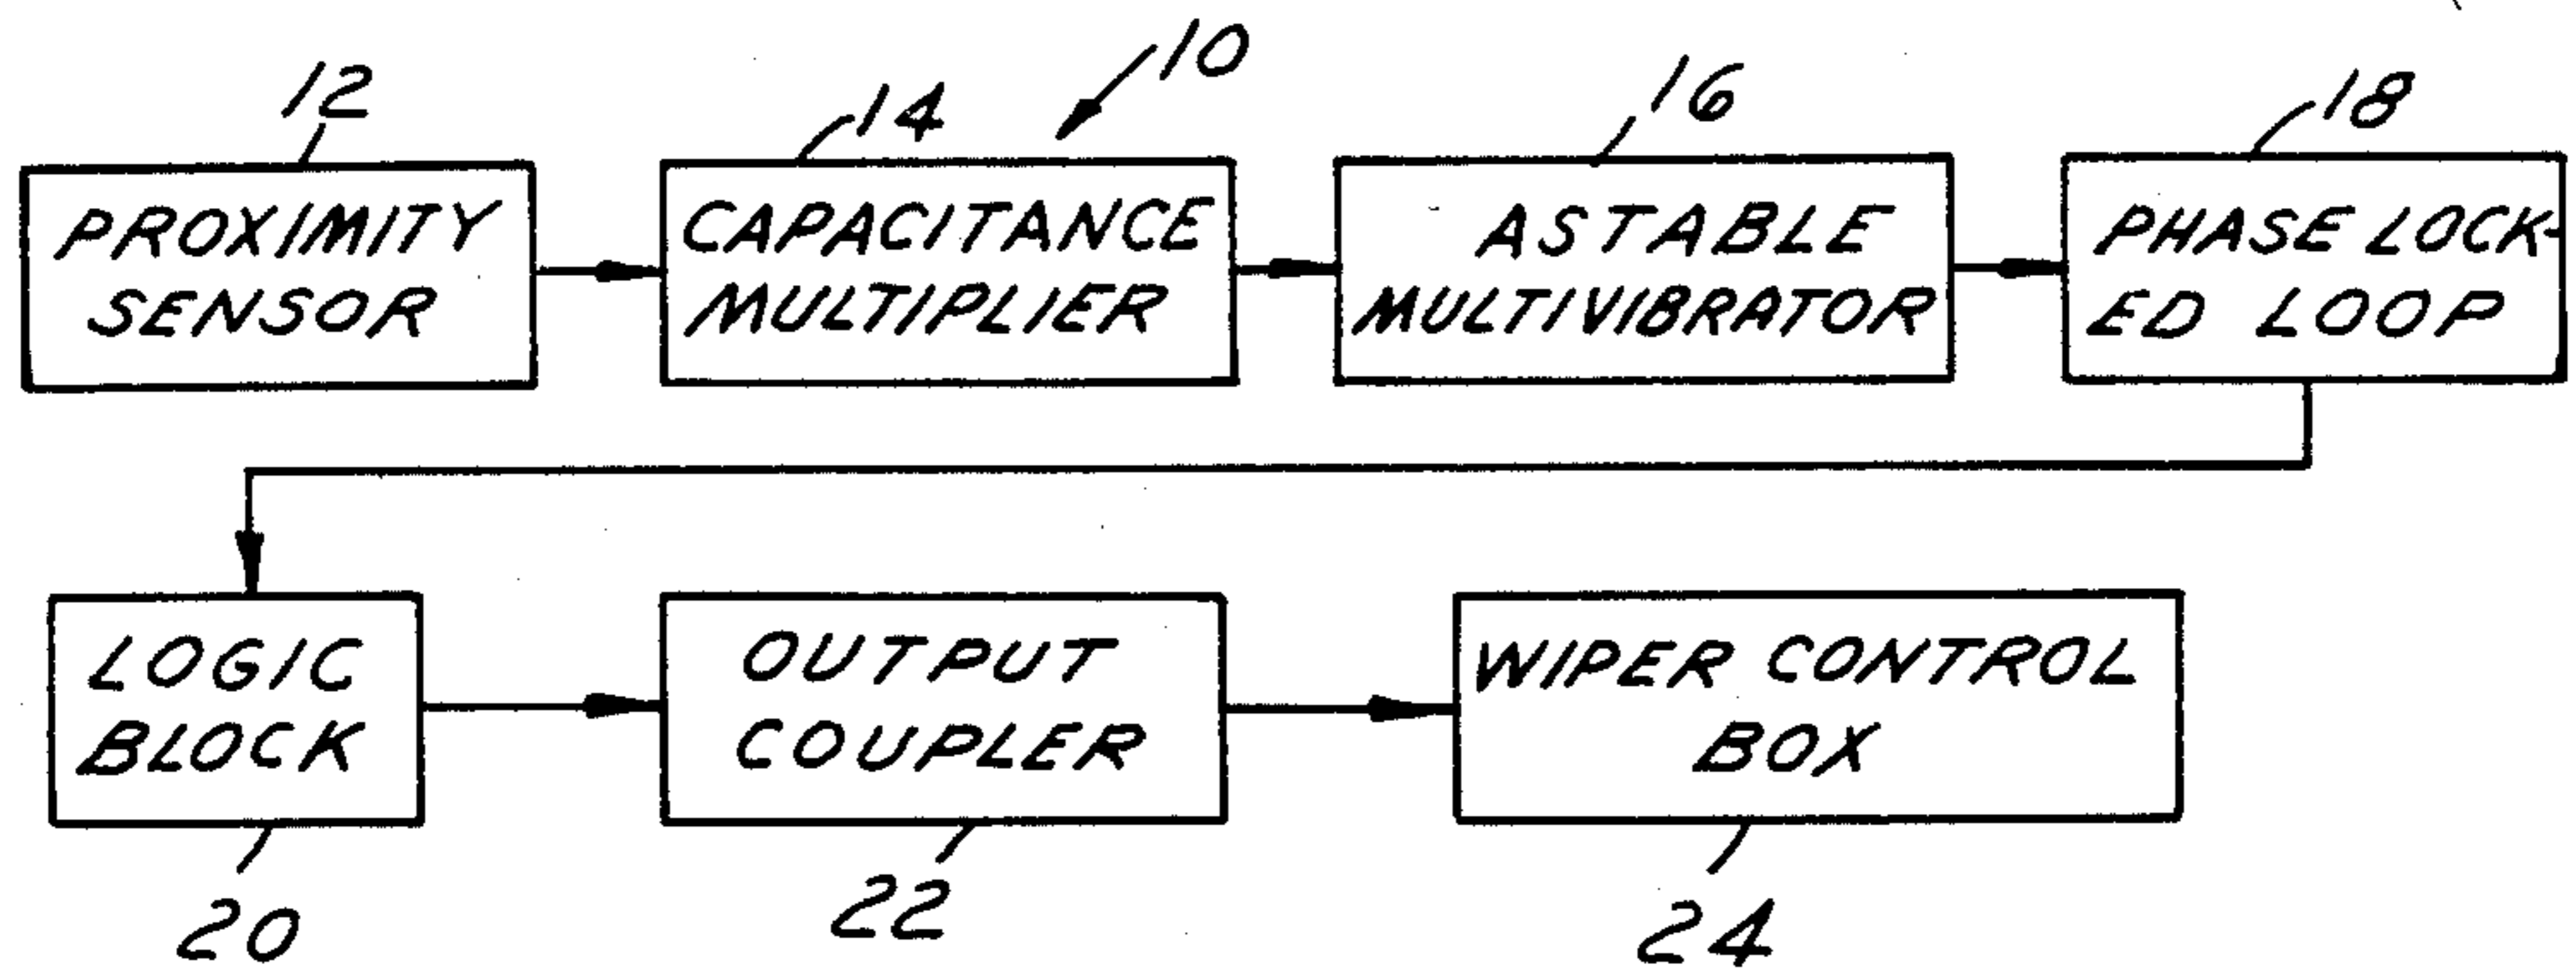 10
12
14
16
18
PROXIMITY
SENSOR
CAPACITANCE
MULTIPLIER
ASTABLE
MULTIVIBRATOR
PHASE LOCK-
ED LOOP
LOGIC
BLOCK
OUTPUT
COUPLER
WIPER CONTROL
BOX
20
22
24